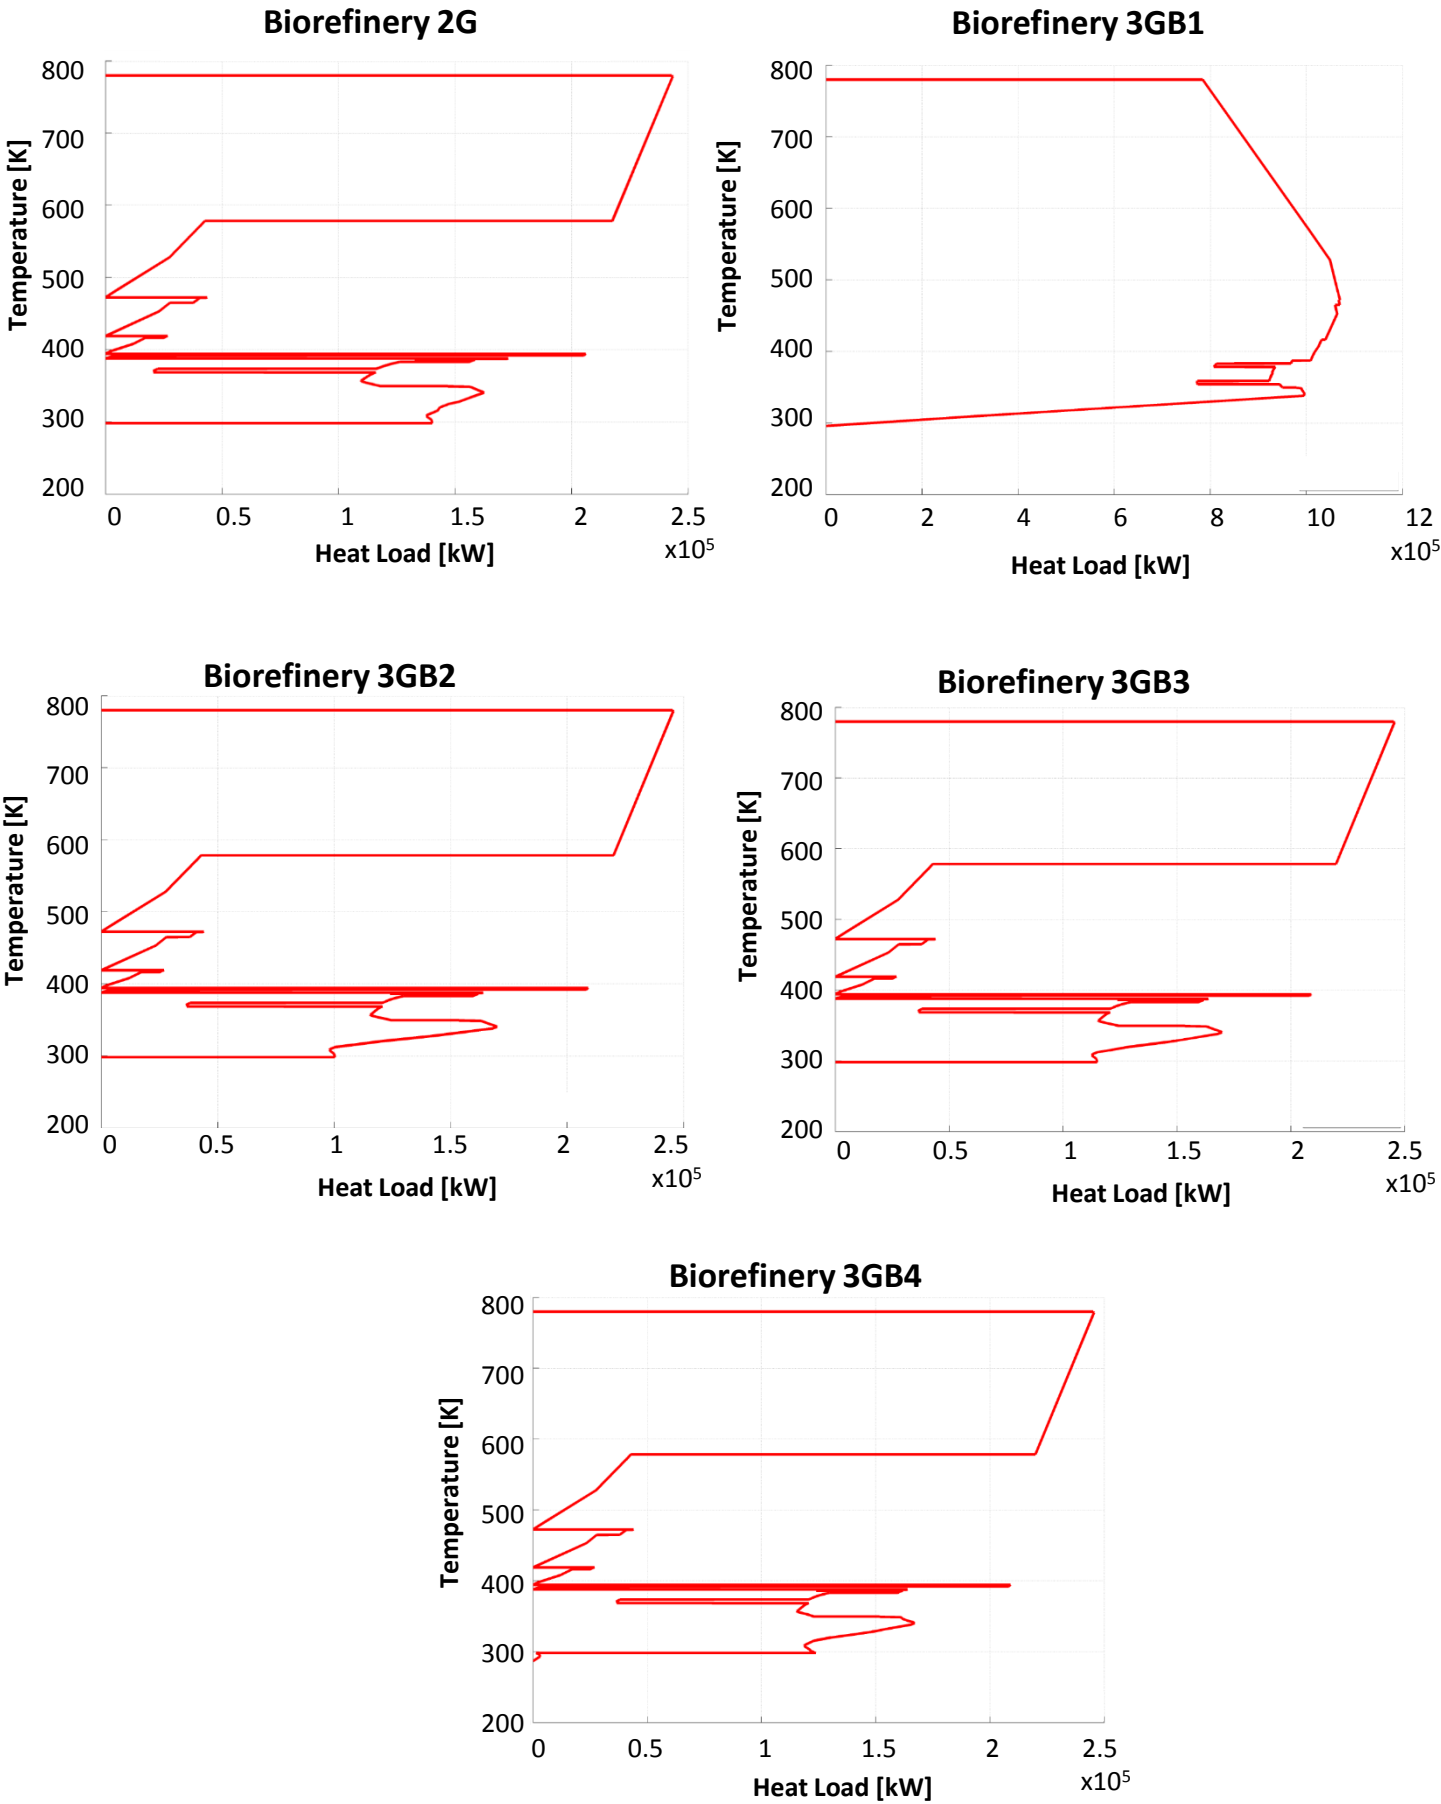 Biorefinery 2G
800
700
600
500
400
300
200
Temperature [K]
0 0.5 1 1.5 2 2.5
x10⁵
Heat Load [kW]
Biorefinery 3GB1
800
700
600
500
400
300
200
Temperature [K]
0 2 4 6 8 10 12
x10⁵
Heat Load [kW]
Biorefinery 3GB2
800
700
600
500
400
300
200
Temperature [K]
0 0.5 1 1.5 2 2.5
x10⁵
Heat Load [kW]
Biorefinery 3GB3
800
700
600
500
400
300
200
Temperature [K]
0 0.5 1 1.5 2 2.5
x10⁵
Heat Load [kW]
Biorefinery 3GB4
800
700
600
500
400
300
200
Temperature [K]
0 0.5 1 1.5 2 2.5
x10⁵
Heat Load [kW]